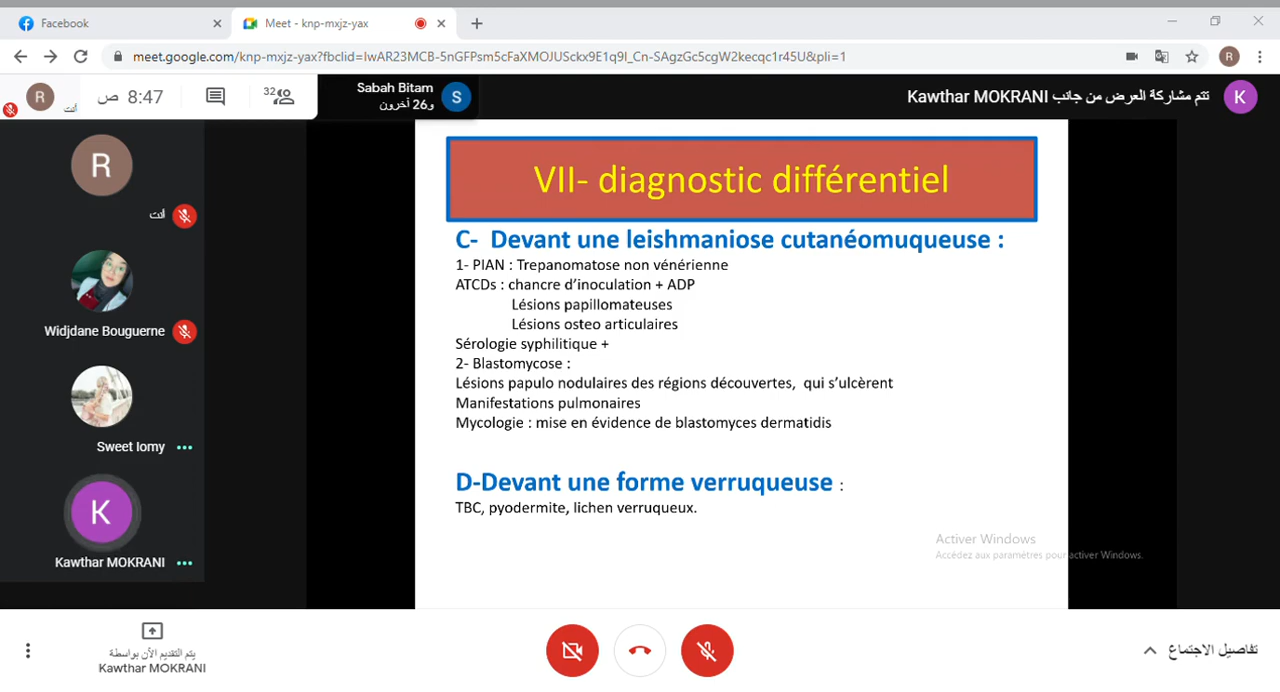 Facebook
Meet - knp-mxjz-yax
meet.google.com/knp-mxjz-yax?fbclid=IwAR23MCB-5nGFPsm5cFaXMOJUSckx9E1q9I_Cn-SAgzGc5cgW2kecqc1r45U&pli=1
R
R
أنت
8:47 ص
32
Sabah Bitam
و26 آخرون
S
تتم مشاركة العرض من جانب Kawthar MOKRANI
K
R
أنت
Widjdane Bouguerne
Sweet Iomy
K
Kawthar MOKRANI
VII- diagnostic différentiel
C- Devant une leishmaniose cutanéomuqueuse :
1- PIAN : Trepanomatose non vénérienne
ATCDs : chancre d’inoculation + ADP
Lésions papillomateuses
Lésions osteo articulaires
Sérologie syphilitique +
2- Blastomycose :
Lésions papulo nodulaires des régions découvertes, qui s’ulcèrent
Manifestations pulmonaires
Mycologie : mise en évidence de blastomyces dermatidis
D-Devant une forme verruqueuse :
TBC, pyodermite, lichen verruqueux.
Activer Windows
Accédez aux paramètres pour activer Windows.
يتم التقديم الآن بواسطة
Kawthar MOKRANI
تفاصيل الاجتماع